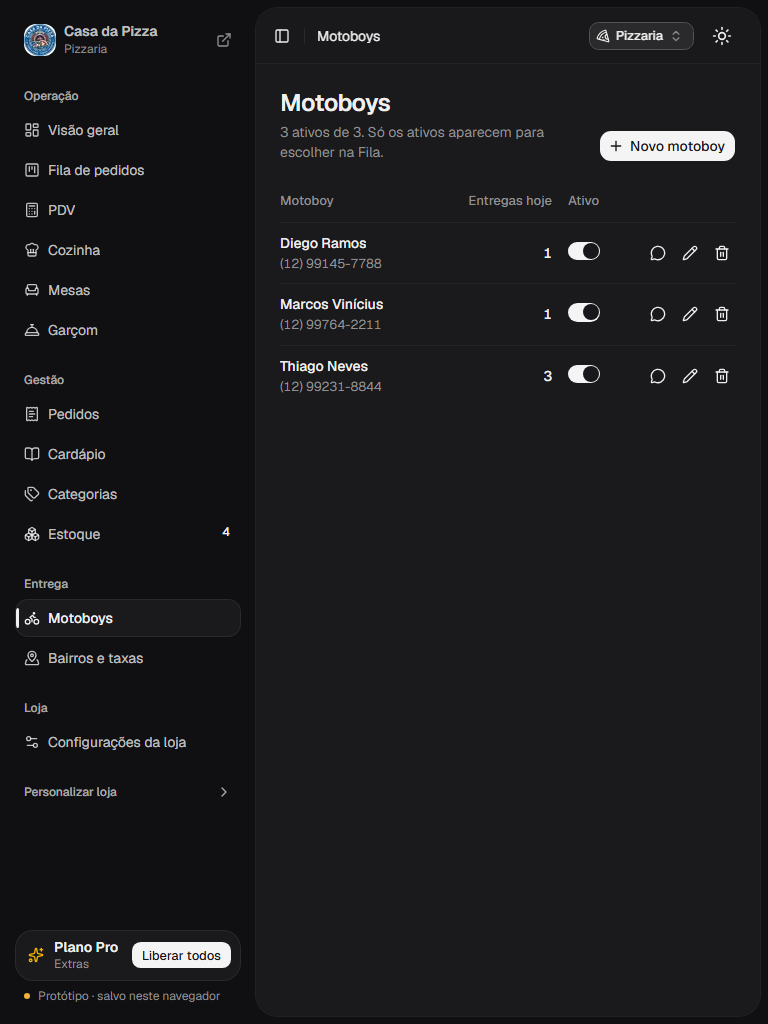 Casa da Pizza
Pizzaria
Operação
Visão geral
Fila de pedidos
PDV
Cozinha
Mesas
Garçom
Gestão
Pedidos
Cardápio
Categorias
Estoque 4
Entrega
Motoboys
Bairros e taxas
Loja
Configurações da loja
Personalizar loja
Plano Pro
Extras
Liberar todos
Protótipo · salvo neste navegador
Motoboys
Pizzaria
Motoboys
3 ativos de 3. Só os ativos aparecem para
escolher na Fila.
Novo motoboy
Motoboy Entregas hoje Ativo
Diego Ramos
(12) 99145-7788
1
Marcos Vinícius
(12) 99764-2211
1
Thiago Neves
(12) 99231-8844
3